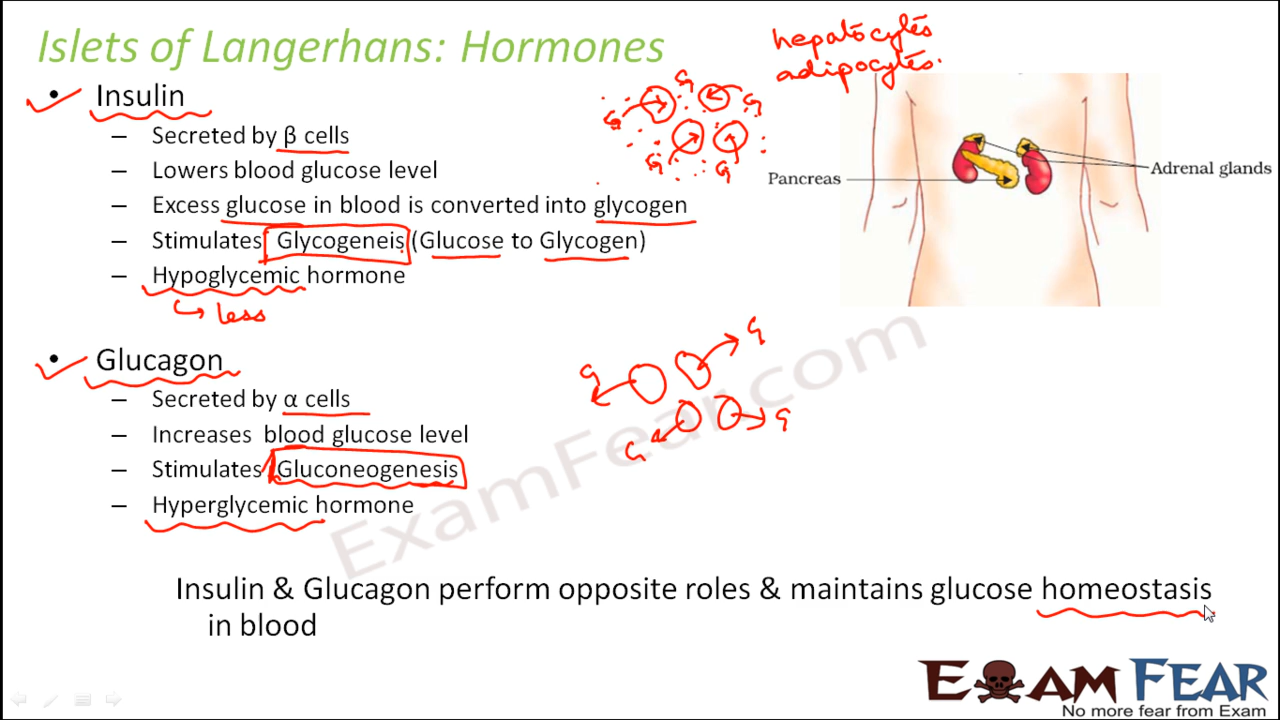 Islets of Langerhans: Hormones
hepatocytes
adipocytes.
• Insulin
– Secreted by β cells
– Lowers blood glucose level
– Excess glucose in blood is converted into glycogen
– Stimulates Glycogeneis (Glucose to Glycogen)
– Hypoglycemic hormone
→ less
G
G
G
G
G
Pancreas
Adrenal glands
• Glucagon
– Secreted by α cells
– Increases blood glucose level
– Stimulates Gluconeogenesis
– Hyperglycemic hormone
G
G
G
G
ExamFear.com
Insulin & Glucagon perform opposite roles & maintains glucose homeostasis
in blood
EXAM FEAR
No more fear from Exam